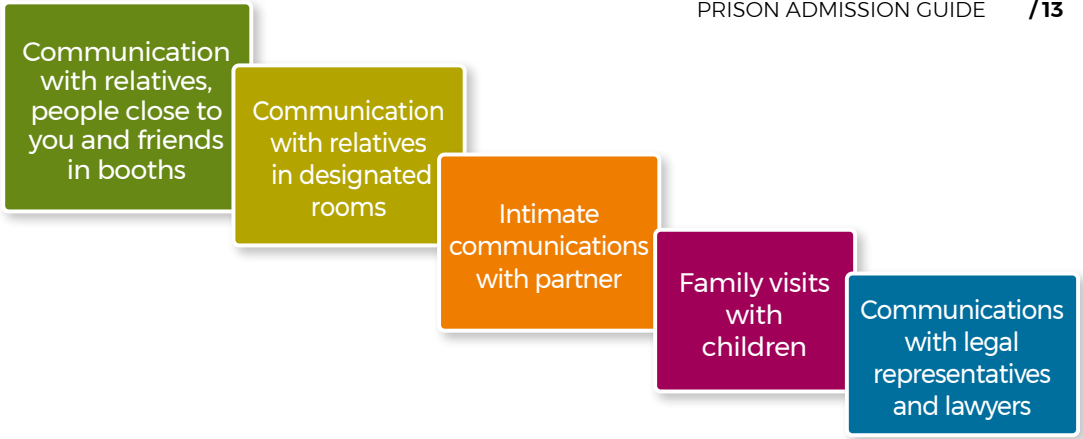 PRISON ADMISSION GUIDE /13
Communication
with relatives,
people close to
you and friends
in booths
Communication
with relatives
in designated
rooms
Intimate
communications
with partner
Family visits
with
children
Communications
with legal
representatives
and lawyers